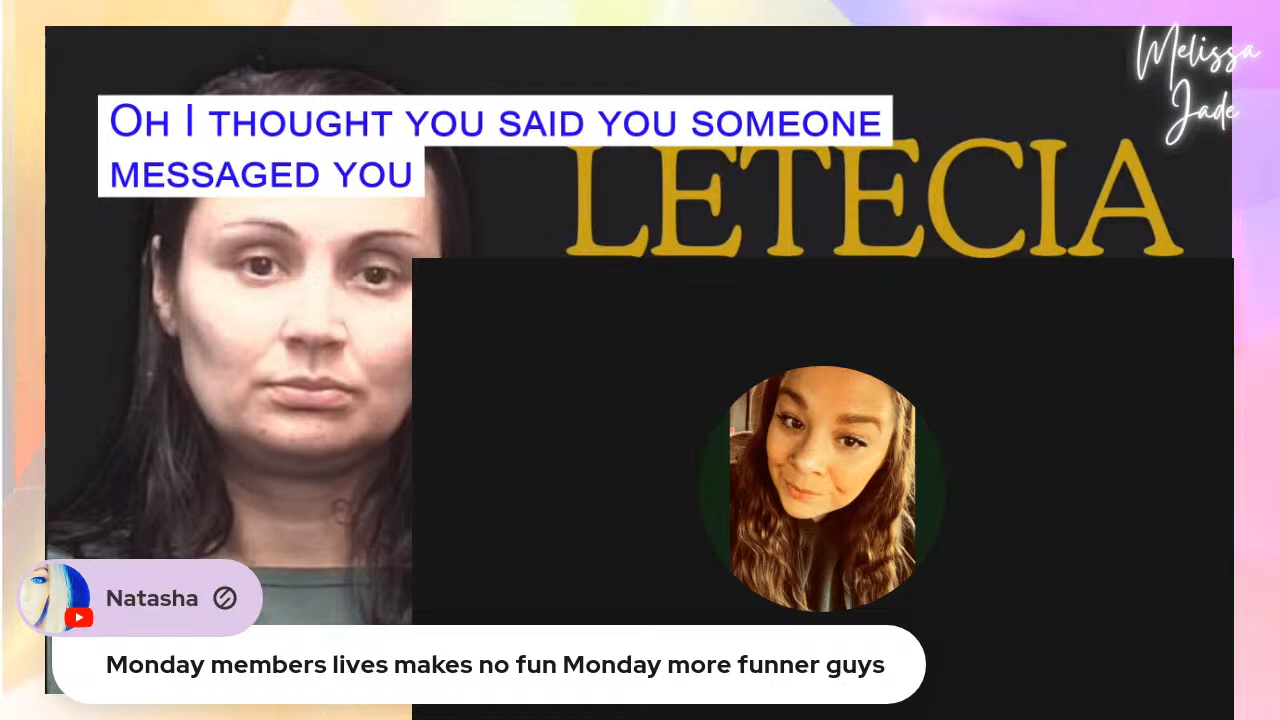 Melissa
Jade
Oh I thought you said you someone
messaged you
LETECIA
Natasha
Monday members lives makes no fun Monday more funner guys